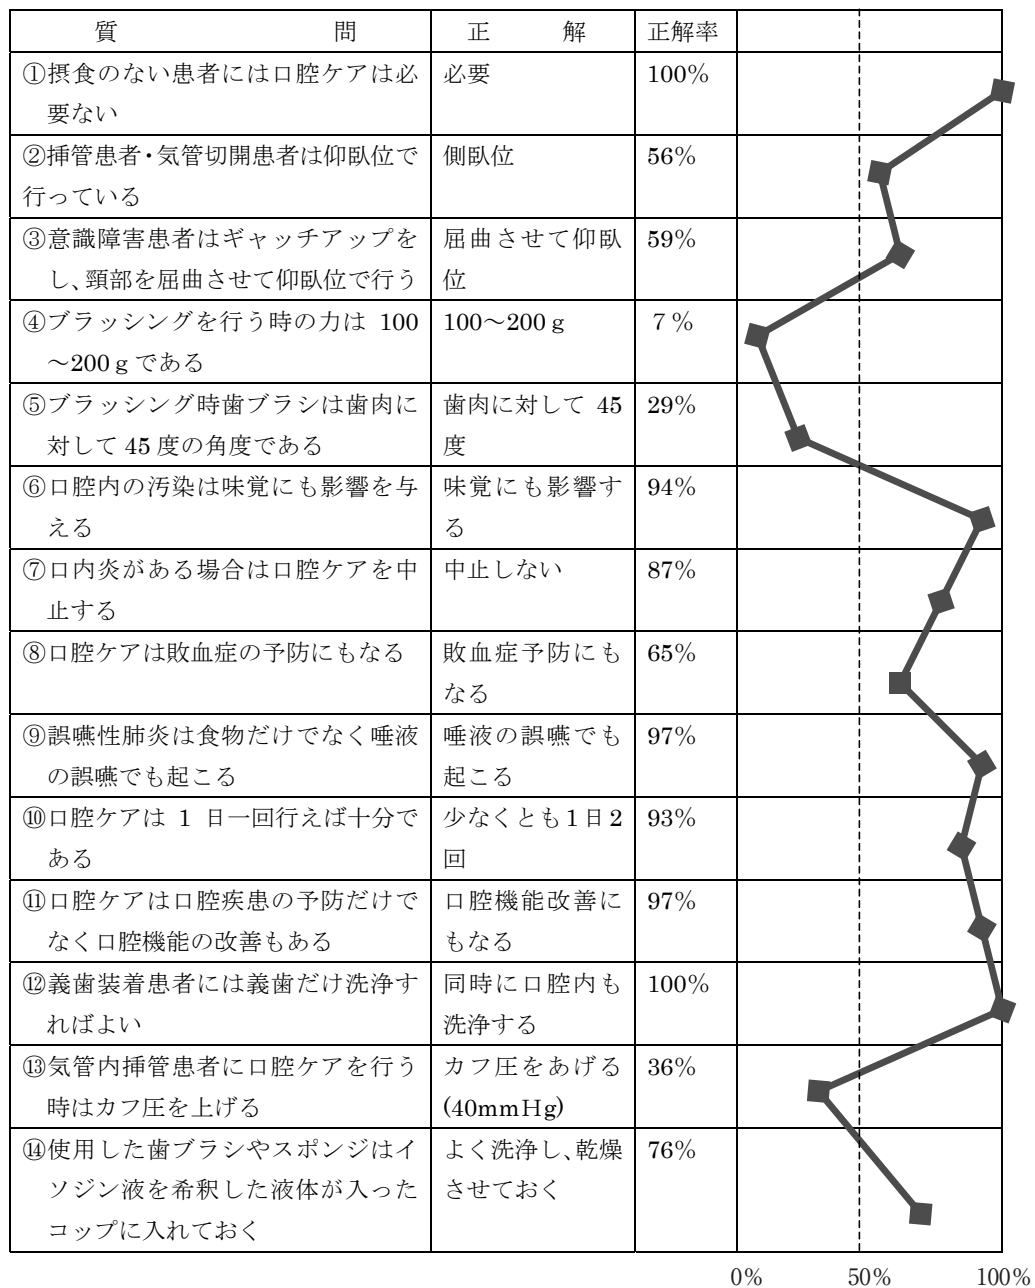 質問 正解 正解率
①摂食のない患者には口腔ケアは必 必要 100%
要ない
②挿管患者・気管切開患者は仰臥位で 側臥位 56%
行っている
③意識障害患者はギャッチアップを 屈曲させて仰臥 59%
し、頸部を屈曲させて仰臥位で行う 位
④ブラッシングを行う時の力は 100 100～200ｇ 7％
～200ｇである
⑤ブラッシング時歯ブラシは歯肉に 歯肉に対して 45 29%
対して 45 度の角度である 度
⑥口腔内の汚染は味覚にも影響を与 味覚にも影響す 94%
える る
⑦口内炎がある場合は口腔ケアを中 中止しない 87%
止する
⑧口腔ケアは敗血症の予防にもなる 敗血症予防にも 65%
なる
⑨誤嚥性肺炎は食物だけでなく唾液 唾液の誤嚥でも 97%
の誤嚥でも起こる 起こる
⑩口腔ケアは 1 日一回行えば十分で 少なくとも1日2 93%
ある 回
⑪口腔ケアは口腔疾患の予防だけで 口腔機能改善に 97%
なく口腔機能の改善もある もなる
⑫義歯装着患者には義歯だけ洗浄す 同時に口腔内も 100%
ればよい 洗浄する
⑬気管内挿管患者に口腔ケアを行う カフ圧をあげる 36%
時はカフ圧を上げる (40mmHg)
⑭使用した歯ブラシやスポンジはイ よく洗浄し、乾燥 76%
ソジン液を希釈した液体が入った させておく
コップに入れておく
0% 50% 100%